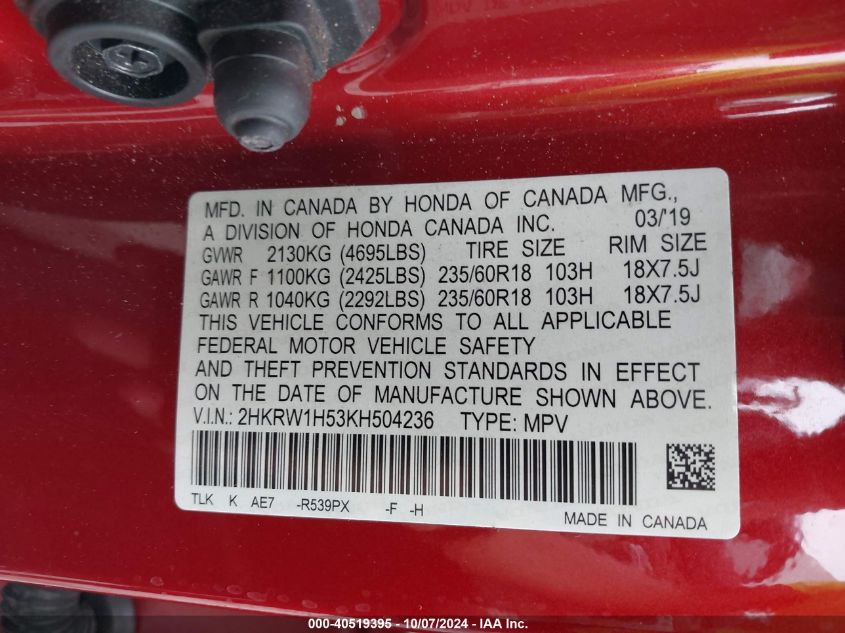 MFD. IN CANADA BY HONDA OF CANADA MFG.,
A DIVISION OF HONDA CANADA INC. 03/19
GVWR 2130KG (4695LBS) TIRE SIZE RIM SIZE
GAWR F 1100KG (2425LBS) 235/60R18 103H 18X7.5J
GAWR R 1040KG (2292LBS) 235/60R18 103H 18X7.5J
THIS VEHICLE CONFORMS TO ALL APPLICABLE
FEDERAL MOTOR VEHICLE SAFETY
AND THEFT PREVENTION STANDARDS IN EFFECT
ON THE DATE OF MANUFACTURE SHOWN ABOVE.
V.I.N.: 2HKRW1H53KH504236 TYPE: MPV
TLK K AE7 -R539PX -F -H
MADE IN CANADA
000-40519395 - 10/07/2024 - IAA Inc.